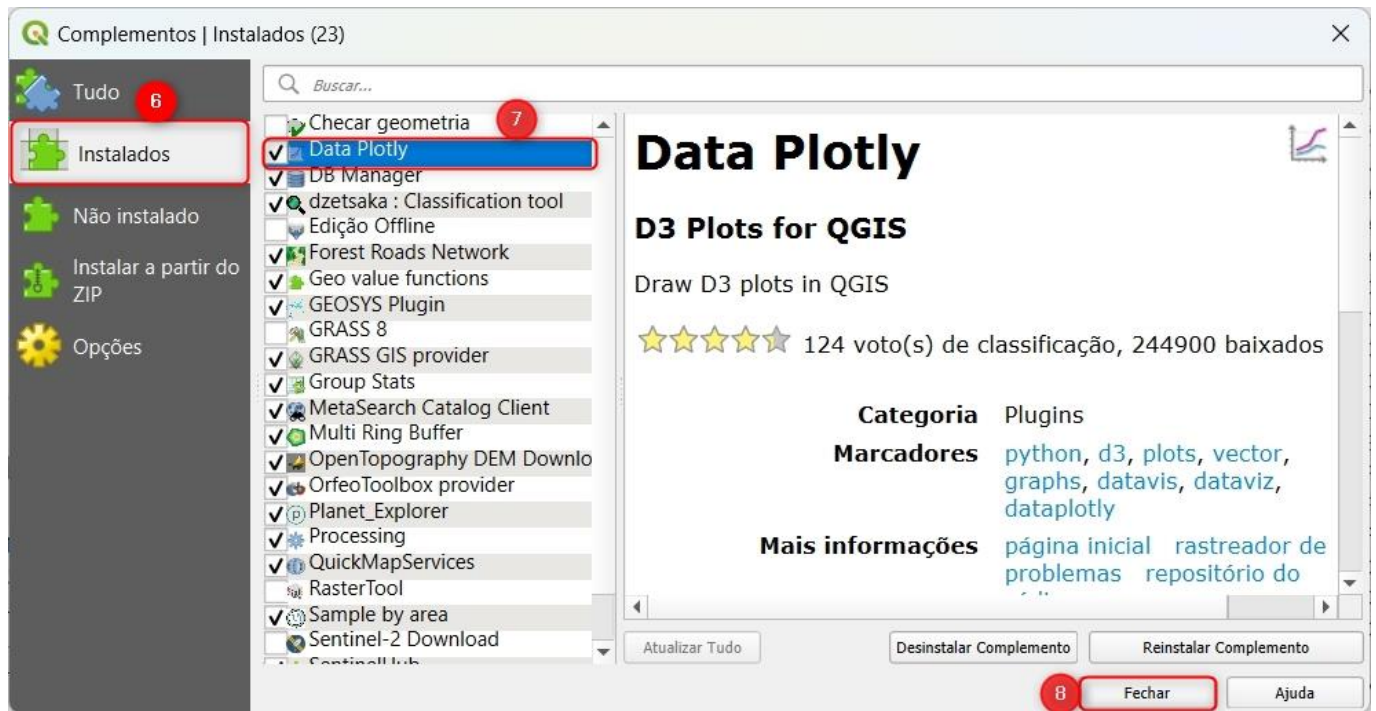 Complementos | Instalados (23)
Tudo
6
Instalados
Não instalado
Instalar a partir do
ZIP
Opções
Buscar...
Checar geometria
7
Data Plotly
DB Manager
dzetsaka : Classification tool
Edição Offline
Forest Roads Network
Geo value functions
GEOSYS Plugin
GRASS 8
GRASS GIS provider
Group Stats
MetaSearch Catalog Client
Multi Ring Buffer
OpenTopography DEM Downlo
OrfeoToolbox provider
Planet_Explorer
Processing
QuickMapServices
RasterTool
Sample by area
Sentinel-2 Download
Data Plotly
D3 Plots for QGIS
Draw D3 plots in QGIS
124 voto(s) de classificação, 244900 baixados
Categoria Plugins
Marcadores python, d3, plots, vector,
graphs, datavis, dataviz,
dataplotly
Mais informações página inicial rastreador de
problemas repositório do
Atualizar Tudo
Desinstalar Complemento
Reinstalar Complemento
8
Fechar
Ajuda